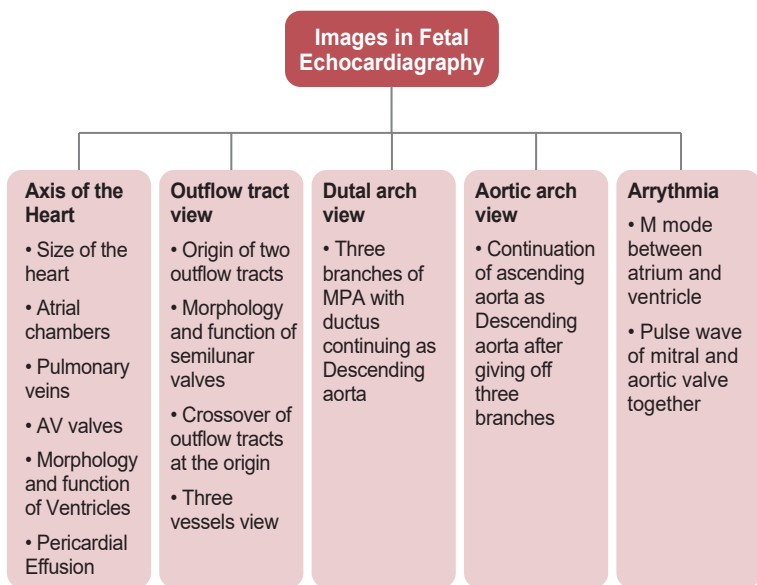 Images in Fetal
Echocardiagraphy
Axis of the
Heart
• Size of the
heart
• Atrial
chambers
• Pulmonary
veins
• AV valves
• Morphology
and function
of Ventricles
• Pericardial
Effusion
Outflow tract
view
• Origin of two
outflow tracts
• Morphology
and function of
semilunar
valves
• Crossover of
outflow tracts
at the origin
• Three
vessels view
Dutal arch
view
• Three
branches of
MPA with
ductus
continuing as
Descending
aorta
Aortic arch
view
• Continuation
of ascending
aorta as
Descending
aorta after
giving off
three
branches
Arrythmia
• M mode
between
atrium and
ventricle
• Pulse wave
of mitral and
aortic valve
together